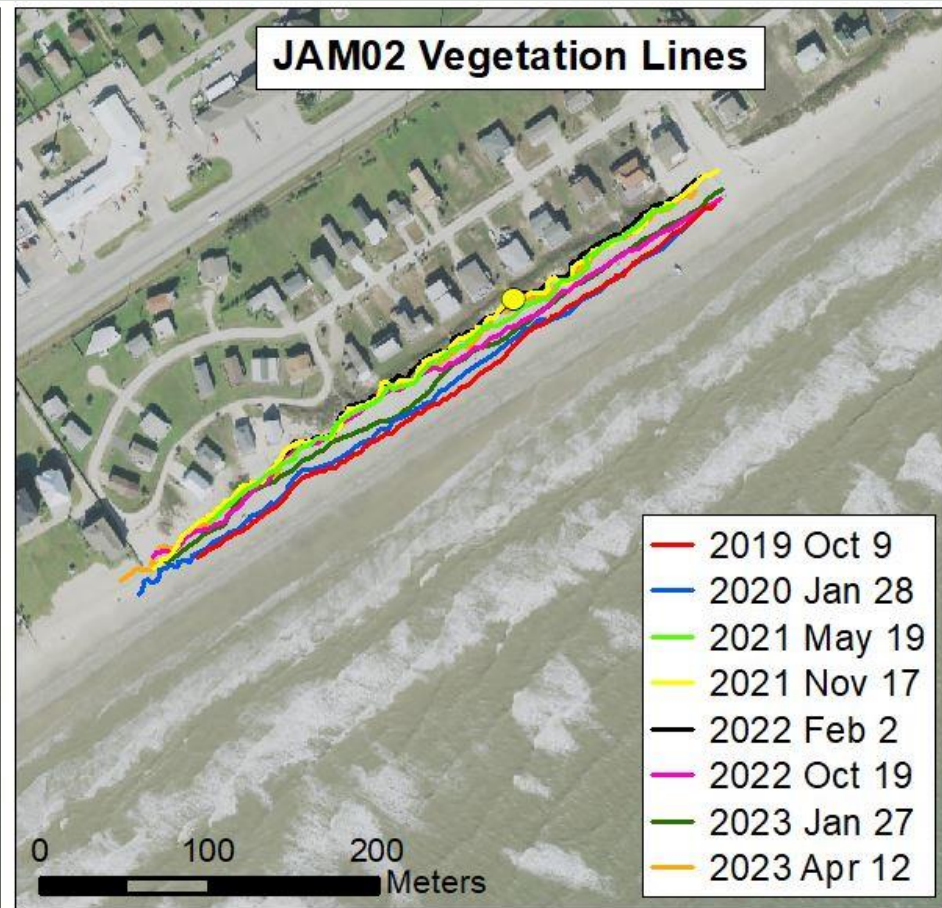 JAM02 Vegetation Lines
2019 Oct 9
2020 Jan 28
2021 May 19
2021 Nov 17
2022 Feb 2
2022 Oct 19
2023 Jan 27
2023 Apr 12
0 100 200
Meters